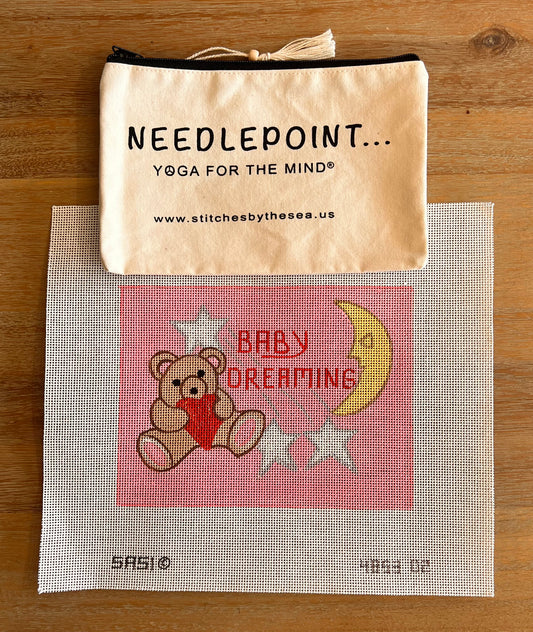 NEEDLEPOINT...
YOGA FOR THE MIND®
www.stitchesbythesea.us
BABY
DREAMING
SASI © 4853 02